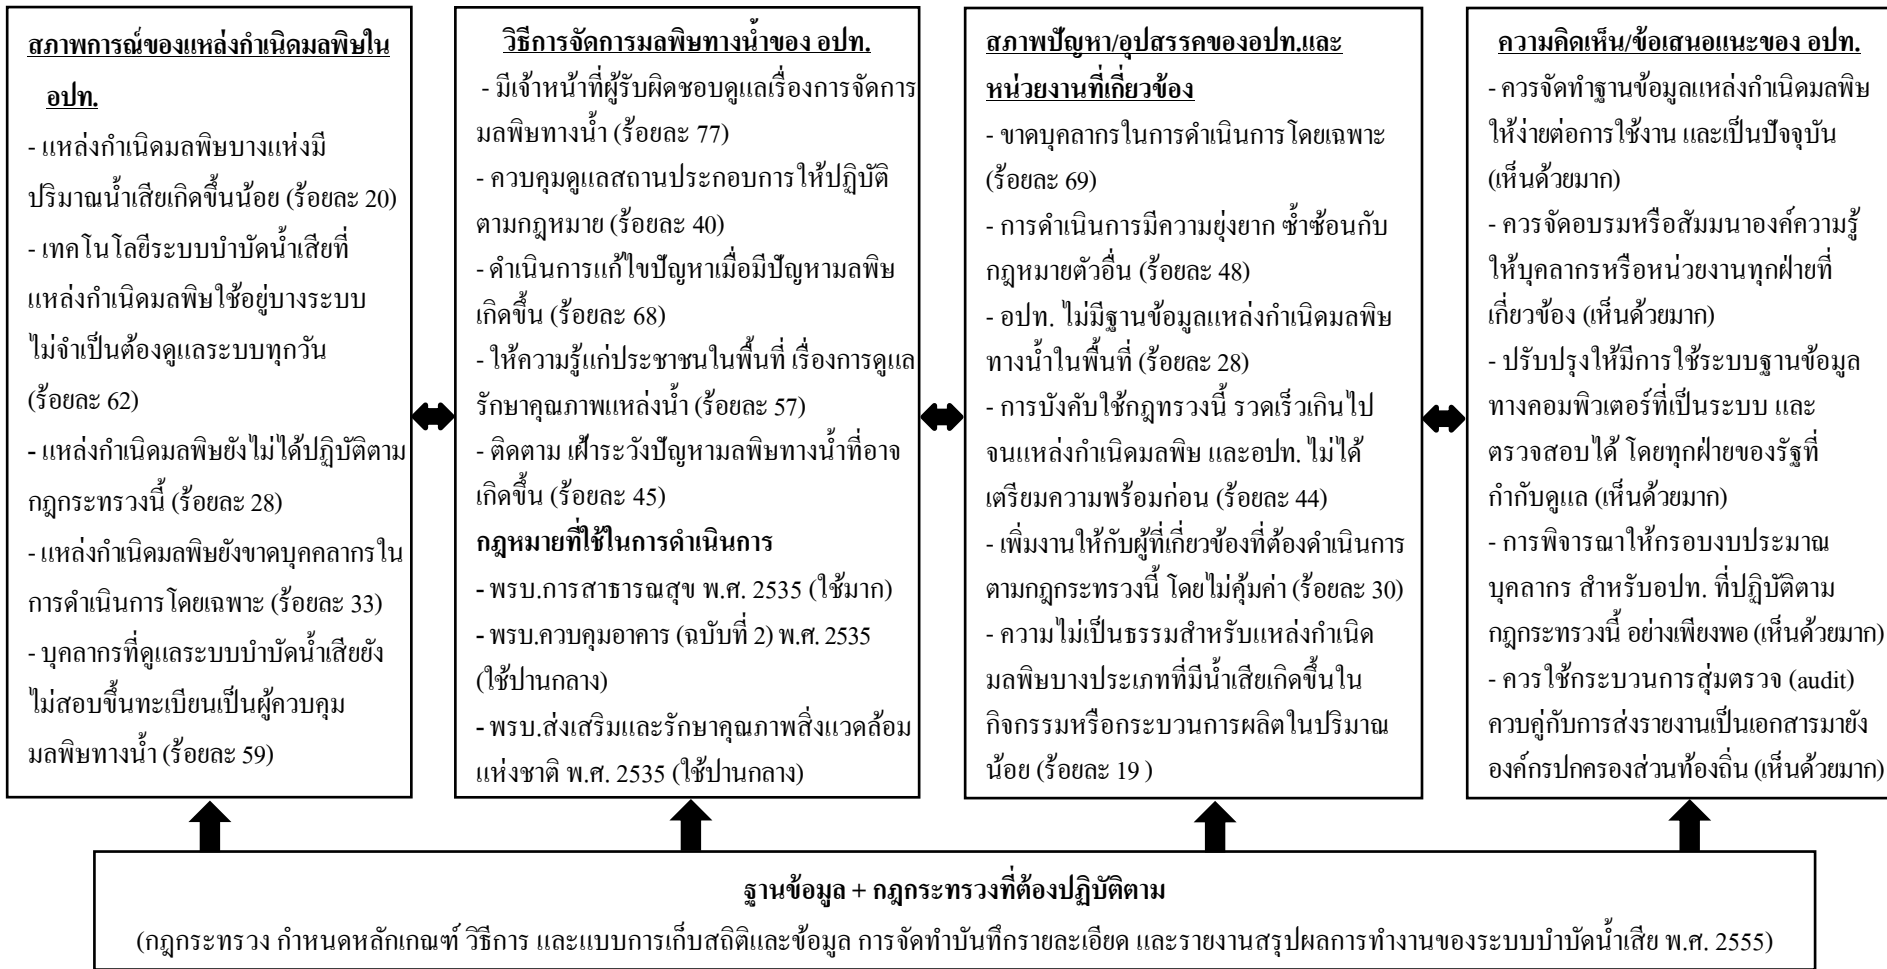 สภาพการณ์ของแหล่งกำเนิดมลพิษใน
อปท.
- แหล่งกำเนิดมลพิษบางแห่งมี
ปริมาณน้ำเสียเกิดขึ้นน้อย (ร้อยละ 20)
- เทคโนโลยีระบบบำบัดน้ำเสียที่
แหล่งกำเนิดมลพิษใช้อยู่บางระบบ
ไม่จำเป็นต้องดูแลระบบทุกวัน
(ร้อยละ 62)
- แหล่งกำเนิดมลพิษยังไม่ได้ปฏิบัติตาม
กฎกระทรวงนี้ (ร้อยละ 28)
- แหล่งกำเนิดมลพิษยังขาดบุคคลากรใน
การดำเนินการโดยเฉพาะ (ร้อยละ 33)
- บุคลากรที่ดูแลระบบบำบัดน้ำเสียยัง
ไม่สอบขึ้นทะเบียนเป็นผู้ควบคุม
มลพิษทางน้ำ (ร้อยละ 59)
วิธีการจัดการมลพิษทางน้ำของ อปท.
- มีเจ้าหน้าที่ผู้รับผิดชอบดูแลเรื่องการจัดการ
มลพิษทางน้ำ (ร้อยละ 77)
- ควบคุมดูแลสถานประกอบการให้ปฏิบัติ
ตามกฎหมาย (ร้อยละ 40)
- ดำเนินการแก้ไขปัญหาเมื่อมีปัญหามลพิษ
เกิดขึ้น (ร้อยละ 68)
- ให้ความรู้แก่ประชาชนในพื้นที่ เรื่องการดูแล
รักษาคุณภาพแหล่งน้ำ (ร้อยละ 57)
- ติดตาม เฝ้าระวังปัญหามลพิษทางน้ำที่อาจ
เกิดขึ้น (ร้อยละ 45)
กฎหมายที่ใช้ในการดำเนินการ
- พรบ.การสาธารณสุข พ.ศ. 2535 (ใช้มาก)
- พรบ.ควบคุมอาคาร (ฉบับที่ 2) พ.ศ. 2535
(ใช้ปานกลาง)
- พรบ.ส่งเสริมและรักษาคุณภาพสิ่งแวดล้อม
แห่งชาติ พ.ศ. 2535 (ใช้ปานกลาง)
สภาพปัญหา/อุปสรรคของอปท.และ
หน่วยงานที่เกี่ยวข้อง
- ขาดบุคลากรในการดำเนินการโดยเฉพาะ
(ร้อยละ 69)
- การดำเนินการมีความยุ่งยาก ซ้ำซ้อนกับ
กฎหมายตัวอื่น (ร้อยละ 48)
- อปท. ไม่มีฐานข้อมูลแหล่งกำเนิดมลพิษ
ทางน้ำในพื้นที่ (ร้อยละ 28)
- การบังคับใช้กฎทรวงนี้ รวดเร็วเกินไป
จนแหล่งกำเนิดมลพิษ และอปท. ไม่ได้
เตรียมความพร้อมก่อน (ร้อยละ 44)
- เพิ่มงานให้กับผู้ที่เกี่ยวข้องที่ต้องดำเนินการ
ตามกฎกระทรวงนี้ โดยไม่คุ้มค่า (ร้อยละ 30)
- ความไม่เป็นธรรมสำหรับแหล่งกำเนิด
มลพิษบางประเภทที่มีน้ำเสียเกิดขึ้นใน
กิจกรรมหรือกระบวนการผลิตในปริมาณ
น้อย (ร้อยละ 19 )
ความคิดเห็น/ข้อเสนอแนะของ อปท.
- ควรจัดทำฐานข้อมูลแหล่งกำเนิดมลพิษ
ให้ง่ายต่อการใช้งาน และเป็นปัจจุบัน
(เห็นด้วยมาก)
- ควรจัดอบรมหรือสัมมนาองค์ความรู้
ให้บุคลากรหรือหน่วยงานทุกฝ่ายที่
เกี่ยวข้อง (เห็นด้วยมาก)
- ปรับปรุงให้มีการใช้ระบบฐานข้อมูล
ทางคอมพิวเตอร์ที่เป็นระบบ และ
ตรวจสอบได้ โดยทุกฝ่ายของรัฐที่
กำกับดูแล (เห็นด้วยมาก)
- การพิจารณาให้กรอบงบประมาณ
บุคลากร สำหรับอปท. ที่ปฏิบัติตาม
กฎกระทรวงนี้ อย่างเพียงพอ (เห็นด้วยมาก)
- ควรใช้กระบวนการสุ่มตรวจ (audit)
ควบคู่กับการส่งรายงานเป็นเอกสารมายัง
องค์กรปกครองส่วนท้องถิ่น (เห็นด้วยมาก)
ฐานข้อมูล + กฎกระทรวงที่ต้องปฏิบัติตาม
(กฎกระทรวง กำหนดหลักเกณฑ์ วิธีการ และแบบการเก็บสถิติและข้อมูล การจัดทำบันทึกรายละเอียด และรายงานสรุปผลการทำงานของระบบบำบัดน้ำเสีย พ.ศ. 2555)